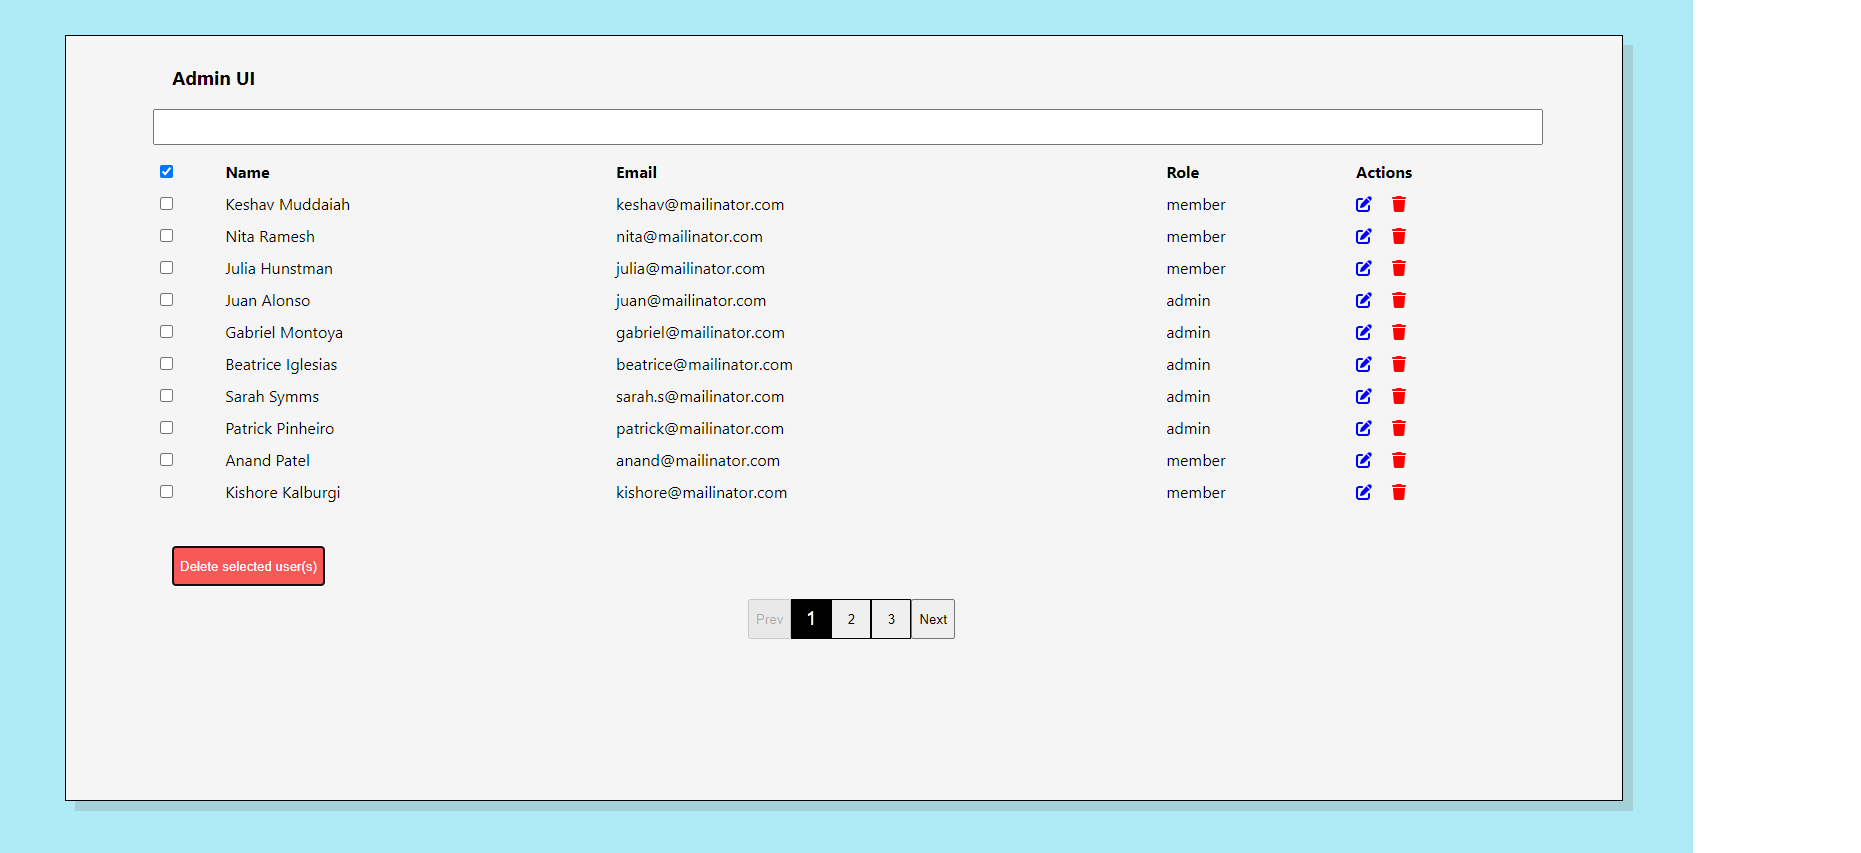 Admin UI
Name Email Role Actions
Keshav Muddaiah keshav@mailinator.com member
Nita Ramesh nita@mailinator.com member
Julia Hunstman julia@mailinator.com member
Juan Alonso juan@mailinator.com admin
Gabriel Montoya gabriel@mailinator.com admin
Beatrice Iglesias beatrice@mailinator.com admin
Sarah Symms sarah.s@mailinator.com admin
Patrick Pinheiro patrick@mailinator.com admin
Anand Patel anand@mailinator.com member
Kishore Kalburgi kishore@mailinator.com member
Delete selected user(s)
Prev 1 2 3 Next